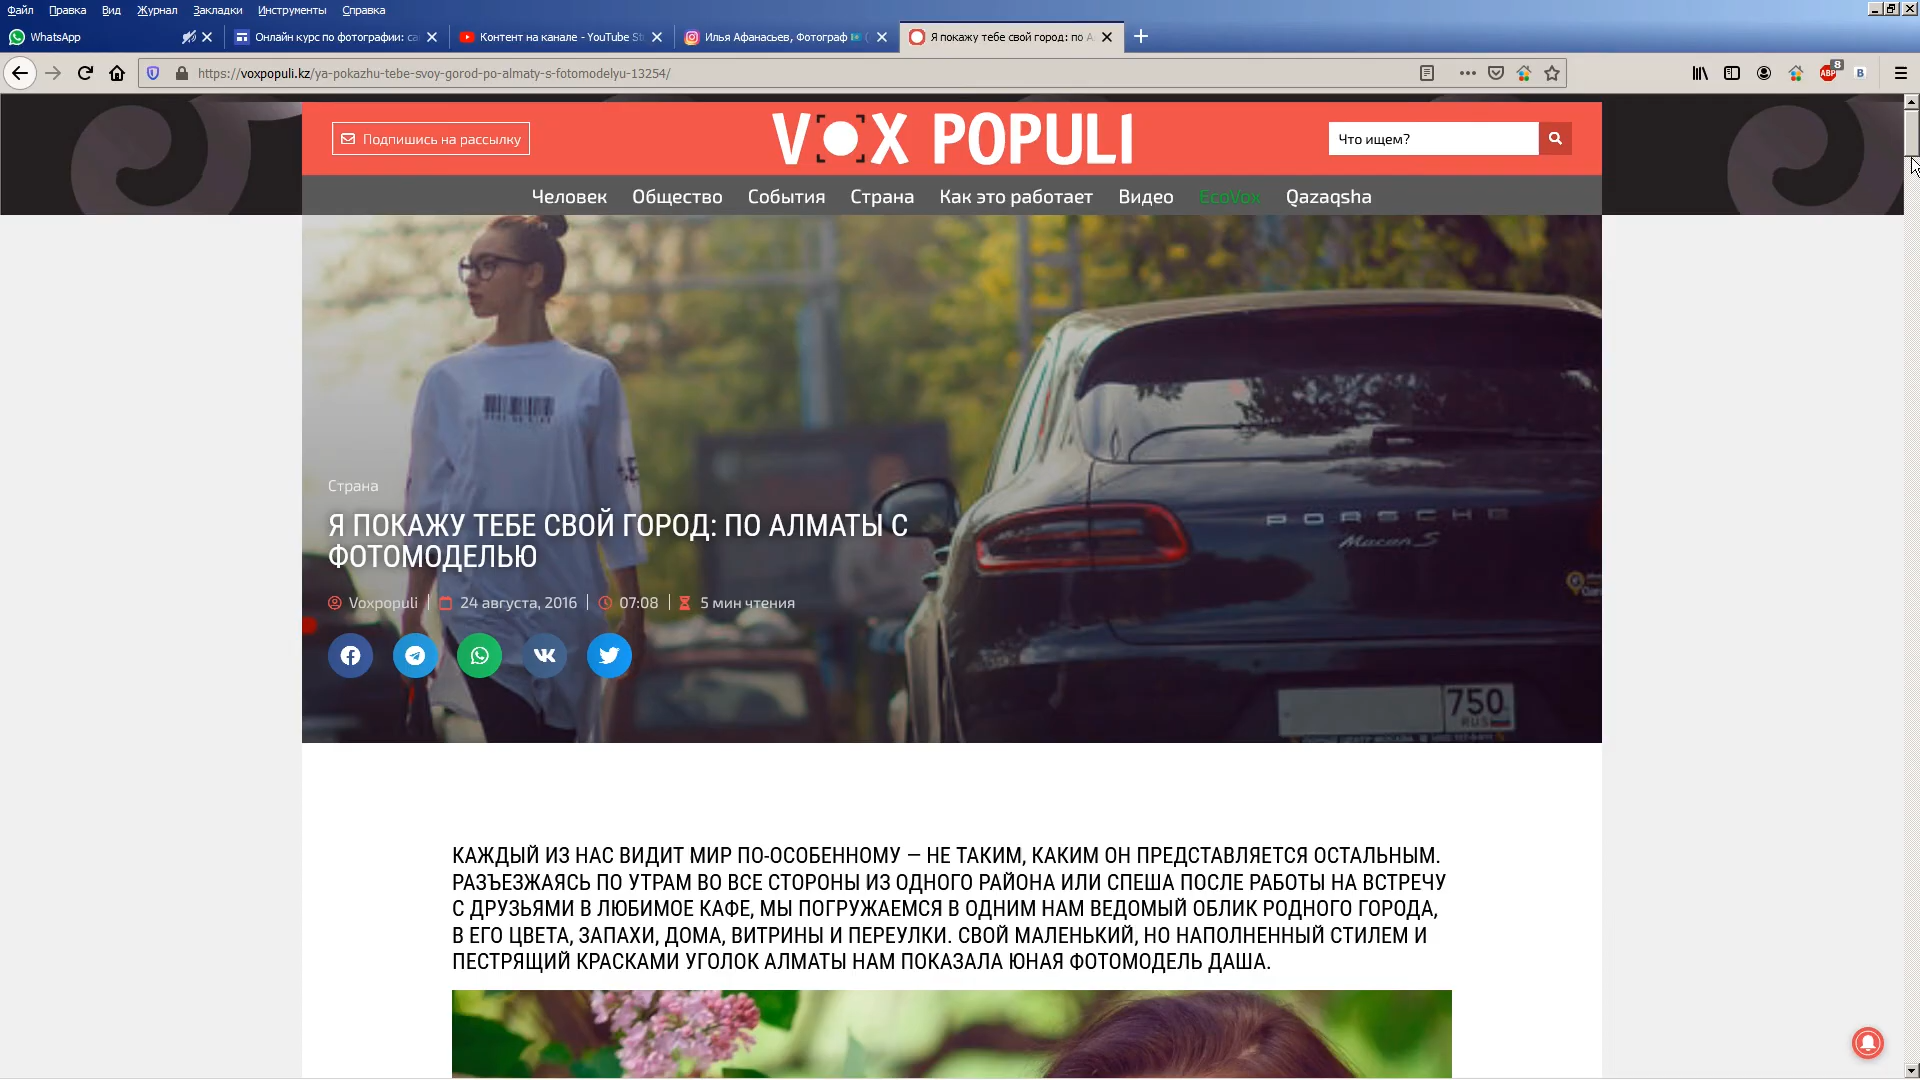 Файл Правка Вид Журнал Закладки Инструменты Справка
WhatsApp
Онлайн курс по фотографии: са
Контент на канале - YouTube St
Илья Афанасьев, Фотограф
Я покажу тебе свой город: по А
https://voxpopuli.kz/ya-pokazhu-tebe-svoy-gorod-po-almaty-s-fotomodelyu-13254/
ABP
8
B
Подпишись на рассылку
VOX POPULI
Что ищем?
Человек Общество События Страна Как это работает Видео EcoVox Qazaqsha
PORSCHE
Macan S
750
RUS
Страна
Я ПОКАЖУ ТЕБЕ СВОЙ ГОРОД: ПО АЛМАТЫ С
ФОТОМОДЕЛЬЮ
Voxpopuli | 24 августа, 2016 | 07:08 | 5 мин чтения
КАЖДЫЙ ИЗ НАС ВИДИТ МИР ПО-ОСОБЕННОМУ — НЕ ТАКИМ, КАКИМ ОН ПРЕДСТАВЛЯЕТСЯ ОСТАЛЬНЫМ.
РАЗЪЕЗЖАЯСЬ ПО УТРАМ ВО ВСЕ СТОРОНЫ ИЗ ОДНОГО РАЙОНА ИЛИ СПЕША ПОСЛЕ РАБОТЫ НА ВСТРЕЧУ
С ДРУЗЬЯМИ В ЛЮБИМОЕ КАФЕ, МЫ ПОГРУЖАЕМСЯ В ОДНИМ НАМ ВЕДОМЫЙ ОБЛИК РОДНОГО ГОРОДА,
В ЕГО ЦВЕТА, ЗАПАХИ, ДОМА, ВИТРИНЫ И ПЕРЕУЛКИ. СВОЙ МАЛЕНЬКИЙ, НО НАПОЛНЕННЫЙ СТИЛЕМ И
ПЕСТРЯЩИЙ КРАСКАМИ УГОЛОК АЛМАТЫ НАМ ПОКАЗАЛА ЮНАЯ ФОТОМОДЕЛЬ ДАША.